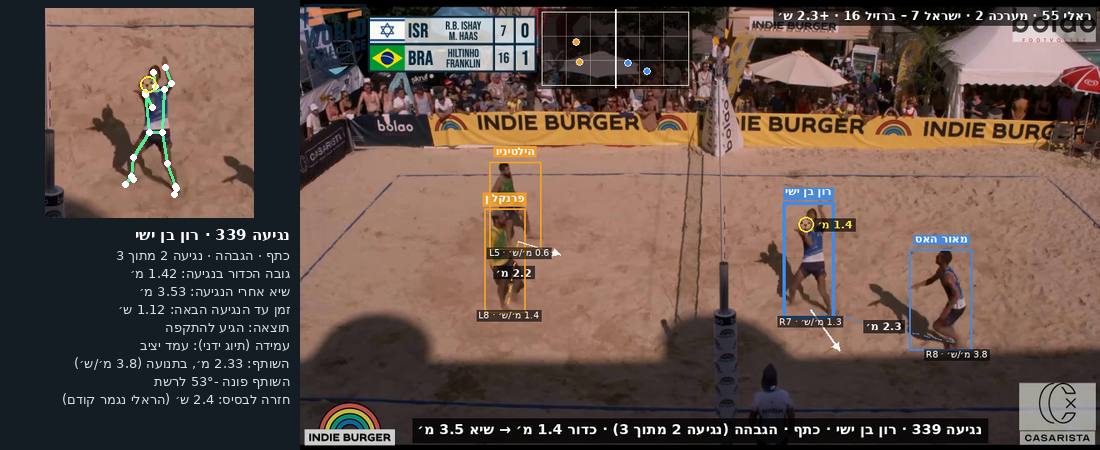 נגיעה 339 · רון בן ישי
כתף · הגבהה · נגיעה 2 מתוך 3
גובה הכדור בנגיעה: 1.42 מ׳
שיא אחרי הנגיעה: 3.53 מ׳
זמן עד הנגיעה הבאה: 1.12 ש׳
תוצאה: הגיע להתקפה
עמידה (תיוג ידני): עמד יציב
השותף: 2.33 מ׳, בתנועה (3.8 מ׳/ש׳)
השותף פונה -53° לרשת
חזרה לבסיס: 2.4 ש׳ (הראלי נגמר קודם)
ראלי 55 · מערכה 2 · ישראל 7 – ברזיל 16 · +2.3 ש׳
ISR R.B. ISHAY M. HAAS 7 0
BRA HILTINHO FRANKLIN 16 1
INDIE BURGER
bolao
FOOTVOLLEY
bolao
INDIE BURGER
INDIE BURGER
INDIE
CASARISTA
הילטיניו
פרנקלין
רון בן ישי
1.4 מ׳
מאור האס
L5 · 0.6 מ׳/ש׳
2.2 מ׳
L8 · 1.4 מ׳/ש׳
R7 · 1.3 מ׳/ש׳
2.3 מ׳
R8 · 3.8 מ׳/ש׳
INDIE BURGER
CASARISTA
נגיעה 339 · רון בן ישי · כתף · הגבהה (נגיעה 2 מתוך 3) · כדור 1.4 מ׳ → שיא 3.5 מ׳